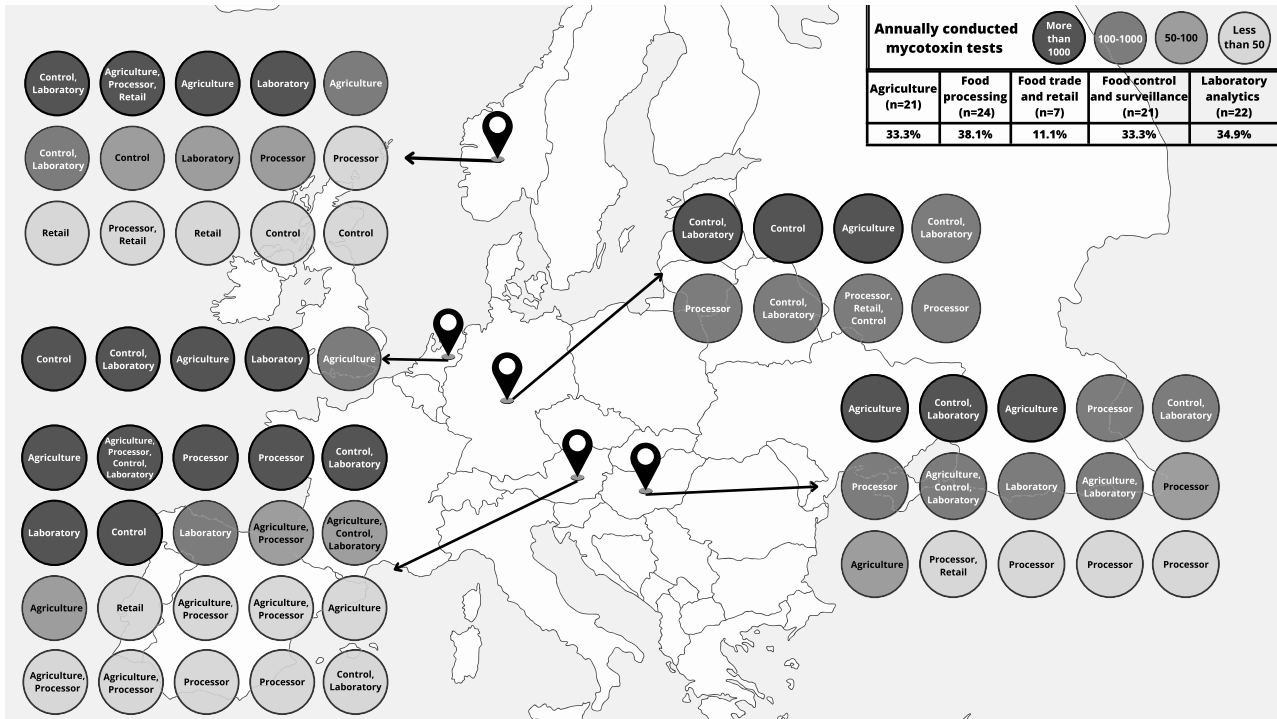 Annually conducted
mycotoxin tests
More
than
1000
100-1000
50-100
Less
than 50
Agriculture
(n=21)
Food
processing
(n=24)
Food trade
and retail
(n=7)
Food control
and surveillance
(n=21)
Laboratory
analytics
(n=22)
33.3%
38.1%
11.1%
33.3%
34.9%
Control,
Laboratory
Agriculture,
Processor,
Retail
Agriculture
Laboratory
Agriculture
Control,
Laboratory
Control
Laboratory
Processor
Processor
Retail
Processor,
Retail
Retail
Control
Control
Control,
Laboratory
Control
Agriculture
Control,
Laboratory
Processor
Control,
Laboratory
Processor,
Retail,
Control
Processor
Control
Control,
Laboratory
Agriculture
Laboratory
Agriculture
Agriculture
Control,
Laboratory
Agriculture
Processor
Control,
Laboratory
Processor
Agriculture,
Control,
Laboratory
Laboratory
Agriculture,
Laboratory
Processor
Agriculture
Processor,
Retail
Processor
Processor
Processor
Agriculture
Agriculture,
Processor,
Control,
Laboratory
Processor
Processor
Control,
Laboratory
Laboratory
Control
Laboratory
Agriculture,
Processor
Agriculture,
Control,
Laboratory
Agriculture
Retail
Agriculture,
Processor
Agriculture,
Processor
Agriculture
Agriculture,
Processor
Agriculture,
Processor
Processor
Processor
Control,
Laboratory